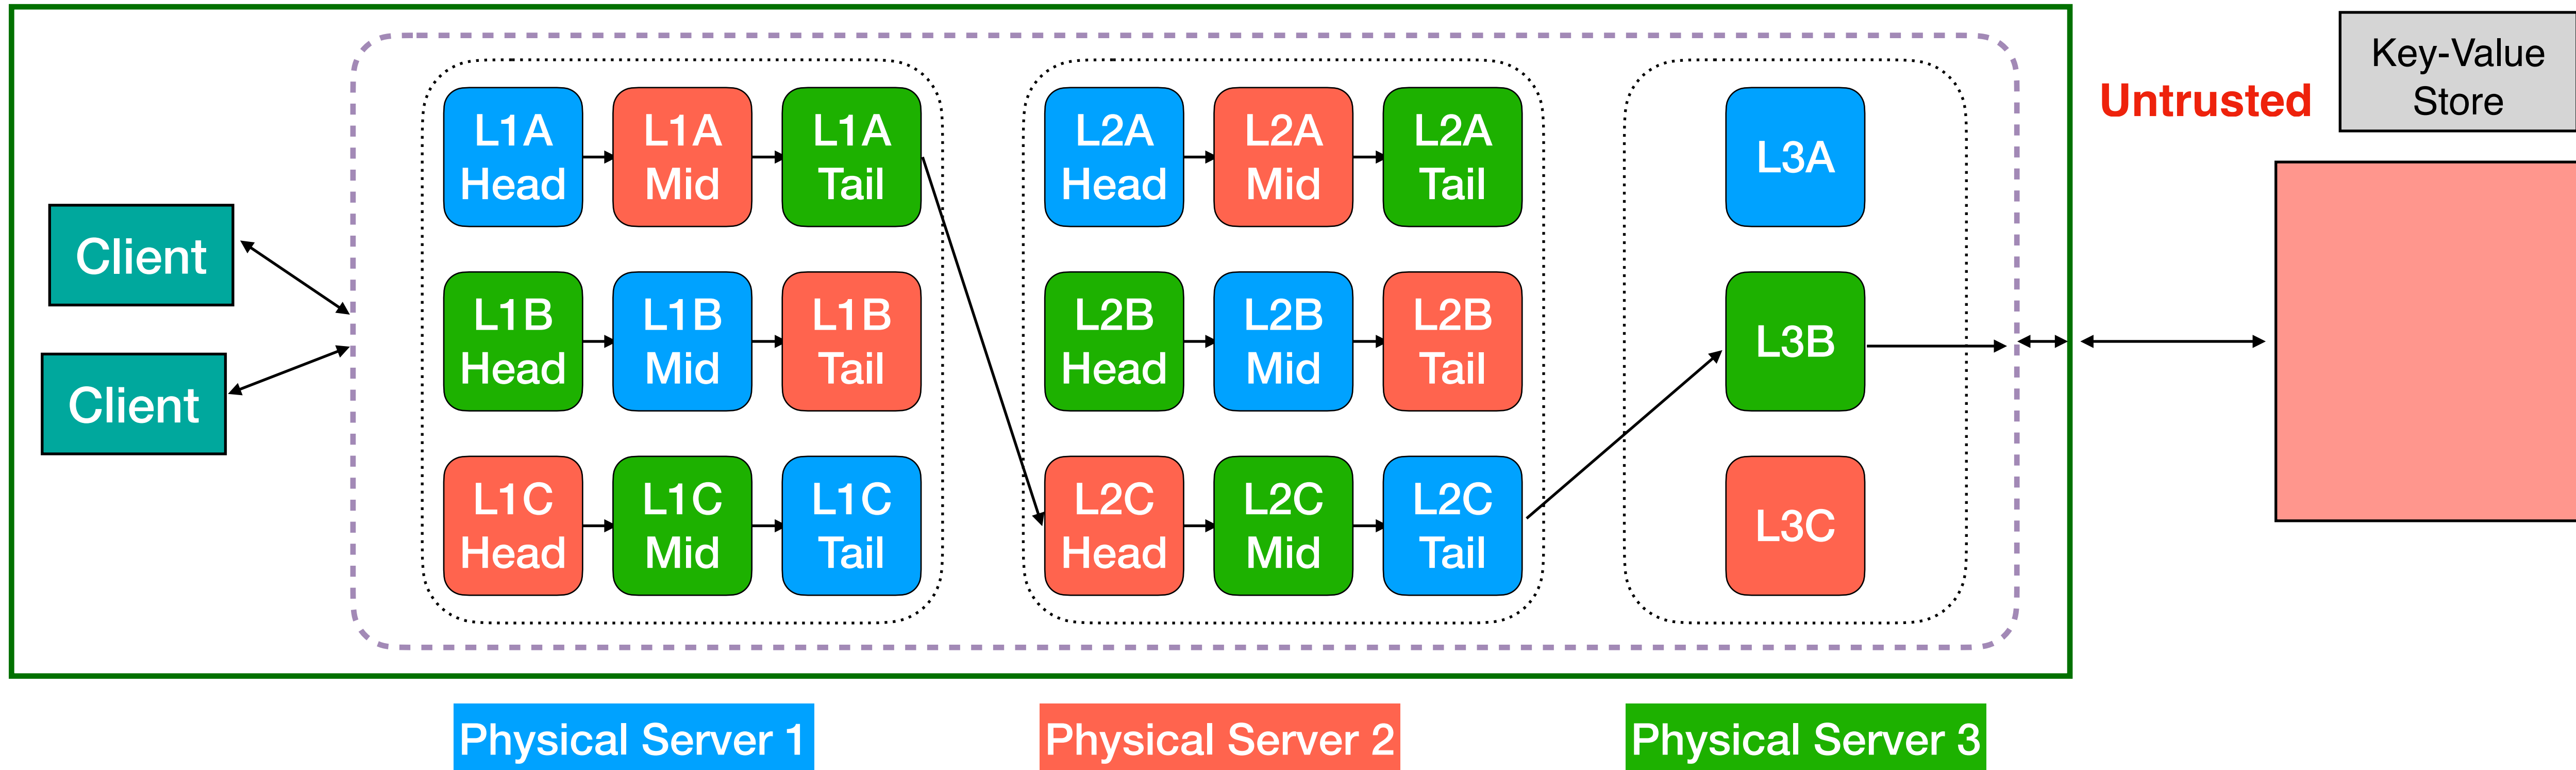 Key-Value
Store
Untrusted
Client
Client
L1A
Head
L1A
Mid
L1A
Tail
L1B
Head
L1B
Mid
L1B
Tail
L1C
Head
L1C
Mid
L1C
Tail
L2A
Head
L2A
Mid
L2A
Tail
L2B
Head
L2B
Mid
L2B
Tail
L2C
Head
L2C
Mid
L2C
Tail
L3A
L3B
L3C
Physical Server 1
Physical Server 2
Physical Server 3